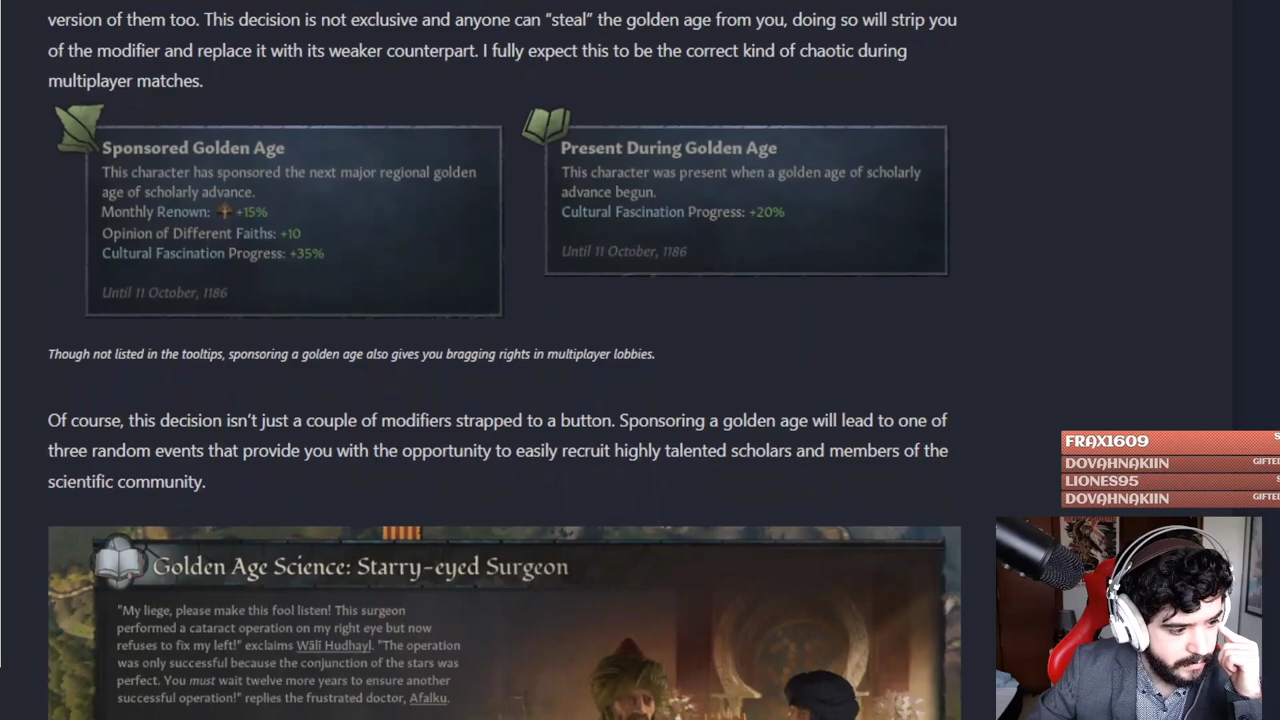 version of them too. This decision is not exclusive and anyone can “steal” the golden age from you, doing so will strip you
of the modifier and replace it with its weaker counterpart. I fully expect this to be the correct kind of chaotic during
multiplayer matches.
Sponsored Golden Age
This character has sponsored the next major regional golden
age of scholarly advance.
Monthly Renown: +15%
Opinion of Different Faiths: +10
Cultural Fascination Progress: +35%
Until 11 October, 1186
Present During Golden Age
This character was present when a golden age of scholarly
advance begun.
Cultural Fascination Progress: +20%
Until 11 October, 1186
Though not listed in the tooltips, sponsoring a golden age also gives you bragging rights in multiplayer lobbies.
Of course, this decision isn’t just a couple of modifiers strapped to a button. Sponsoring a golden age will lead to one of
three random events that provide you with the opportunity to easily recruit highly talented scholars and members of the
scientific community.
FRAX1609 S
DOVAHNAKIIN GIFTED
LIONES95 S
DOVAHNAKIIN GIFTED
Golden Age Science: Starry-eyed Surgeon
"My liege, please make this fool listen! This surgeon
performed a cataract operation on my right eye but now
refuses to fix my left!" exclaims Wālī Hudhayl. "The operation
was only successful because the conjunction of the stars was
perfect. You must wait twelve more years to ensure another
successful operation!" replies the frustrated doctor, Afalku.